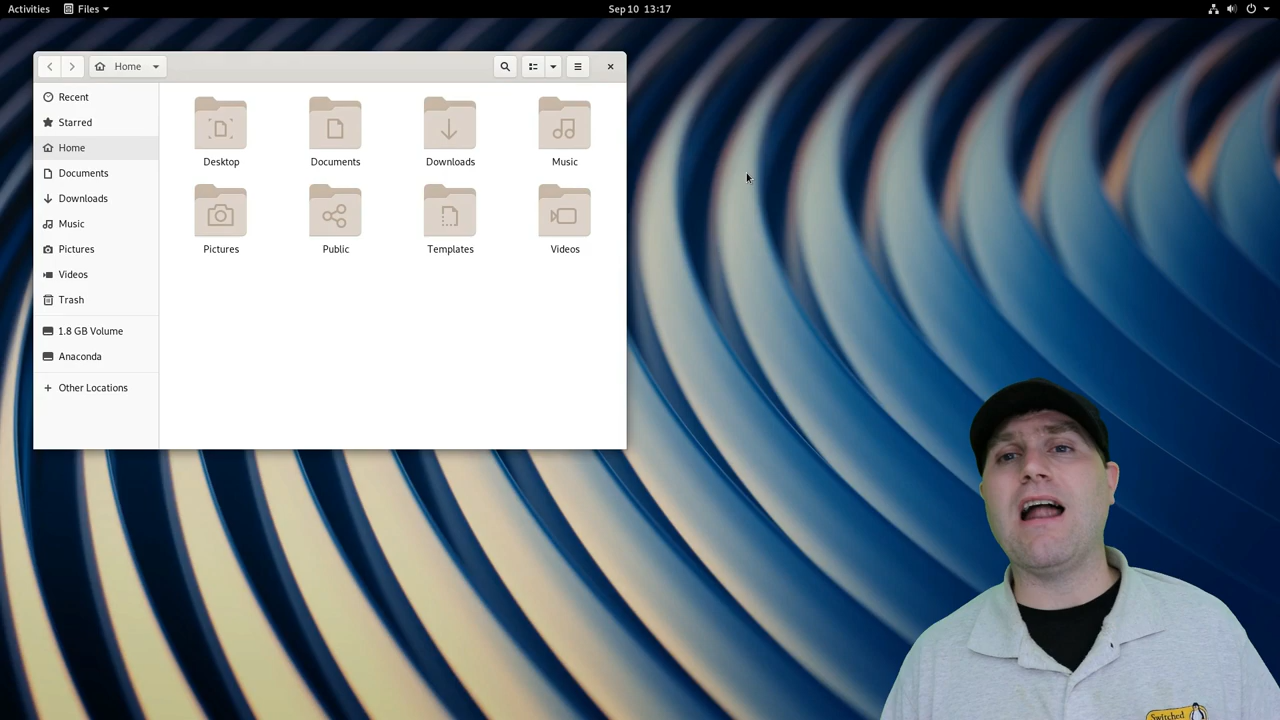 Activities
Files
Sep 10 13:17
Home
Recent
Starred
Home
Documents
Downloads
Music
Pictures
Videos
Trash
1.8 GB Volume
Anaconda
Other Locations
Desktop
Documents
Downloads
Music
Pictures
Public
Templates
Videos
Switched